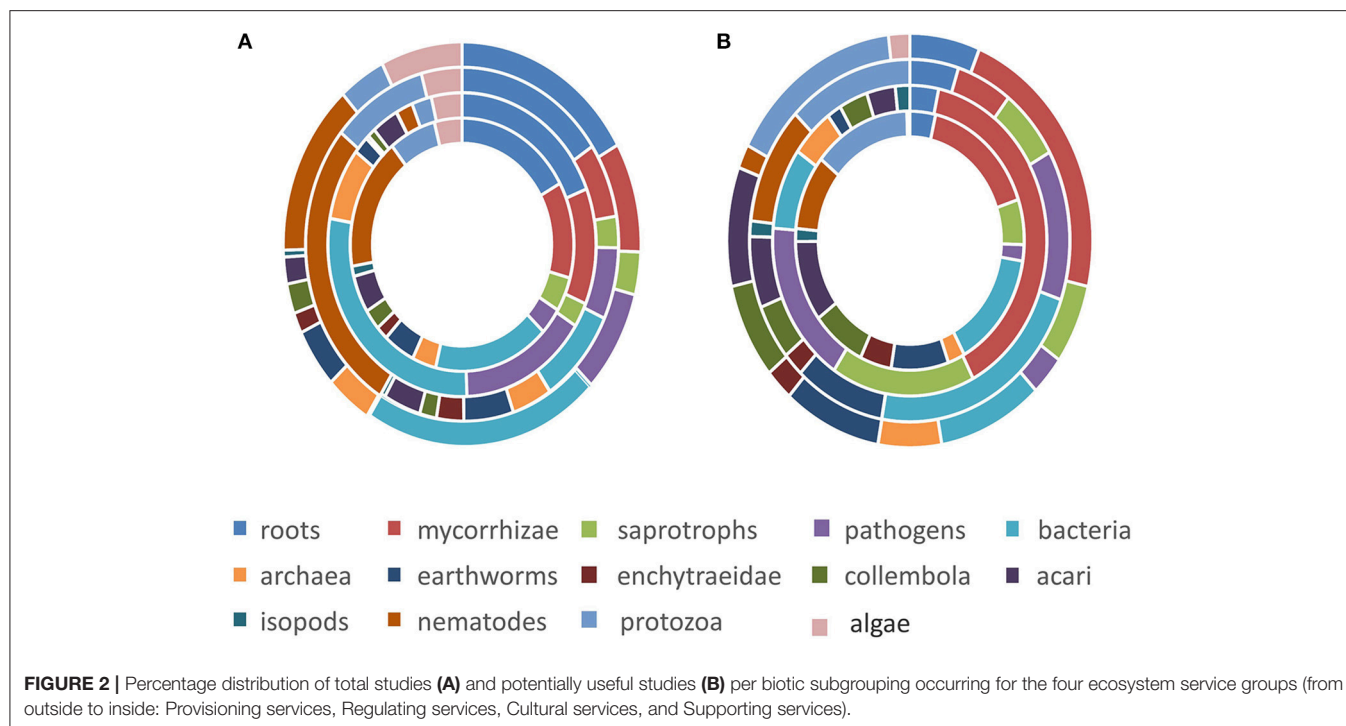 A
B
roots mycorrhizae saprotrophs pathogens bacteria
archaea earthworms enchytraeidae collembola acari
isopods nematodes protozoa algae
FIGURE 2 | Percentage distribution of total studies (A) and potentially useful studies (B) per biotic subgrouping occurring for the four ecosystem service groups (from
outside to inside: Provisioning services, Regulating services, Cultural services, and Supporting services).